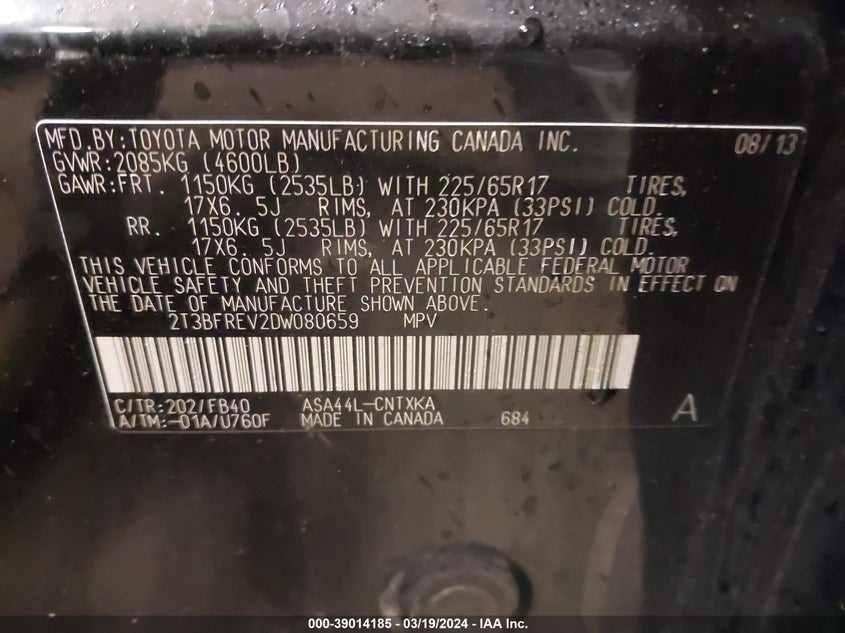 MFD.BY:TOYOTA MOTOR MANUFACTURING CANADA INC. 08/13
GVWR:2085KG (4600LB)
GAWR:FRT. 1150KG (2535LB) WITH 225/65R17 TIRES,
17X6. 5J RIMS, AT 230KPA (33PSI) COLD.
RR. 1150KG (2535LB) WITH 225/65R17 TIRES,
17X6. 5J RIMS, AT 230KPA (33PSI) COLD.
THIS VEHICLE CONFORMS TO ALL APPLICABLE FEDERAL MOTOR
VEHICLE SAFETY AND THEFT PREVENTION STANDARDS IN EFFECT ON
THE DATE OF MANUFACTURE SHOWN ABOVE.
2T3BFREV2DW080659 MPV
C/TR:202/FB40 ASA44L-CNTXKA
A/TM:-01A/U760F MADE IN CANADA 684 A
000-39014185 - 03/19/2024 - IAA Inc.